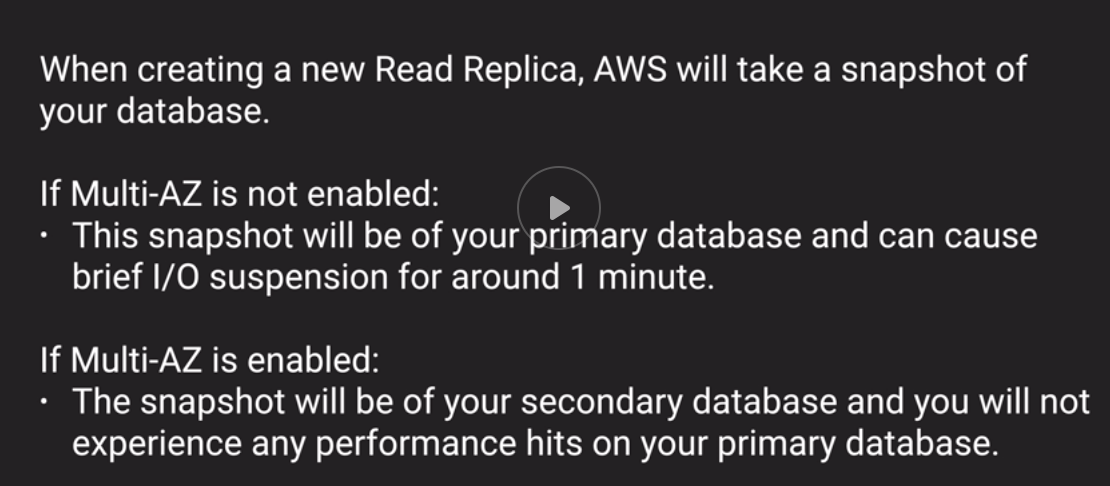 When creating a new Read Replica, AWS will take a snapshot of
your database.
If Multi-AZ is not enabled:
• This snapshot will be of your primary database and can cause
brief I/O suspension for around 1 minute.
If Multi-AZ is enabled:
• The snapshot will be of your secondary database and you will not
experience any performance hits on your primary database.